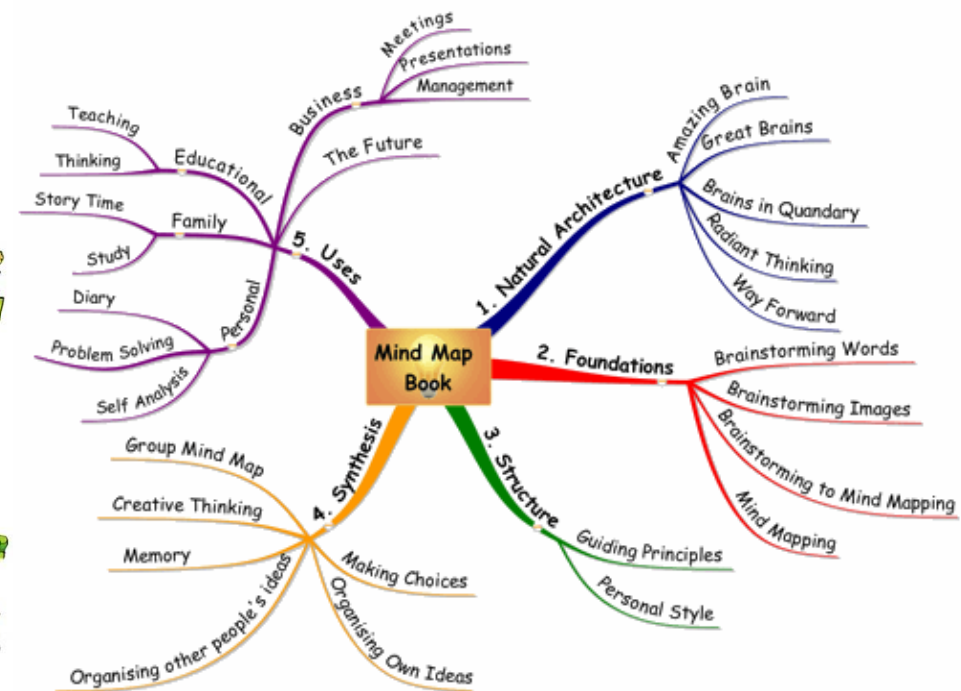 Mind Map
Book
1. Natural Architecture
Amazing Brain
Great Brains
Brains in Quandary
Radiant Thinking
Way Forward
2. Foundations
Brainstorming Words
Brainstorming Images
Brainstorming to Mind Mapping
Mind Mapping
3. Structure
Guiding Principles
Personal Style
4. Synthesis
Making Choices
Organising Own Ideas
Organising other people's ideas
Memory
Creative Thinking
Group Mind Map
5. Uses
Personal
Self Analysis
Problem Solving
Diary
Family
Study
Story Time
Educational
Thinking
Teaching
Business
Meetings
Presentations
Management
The Future